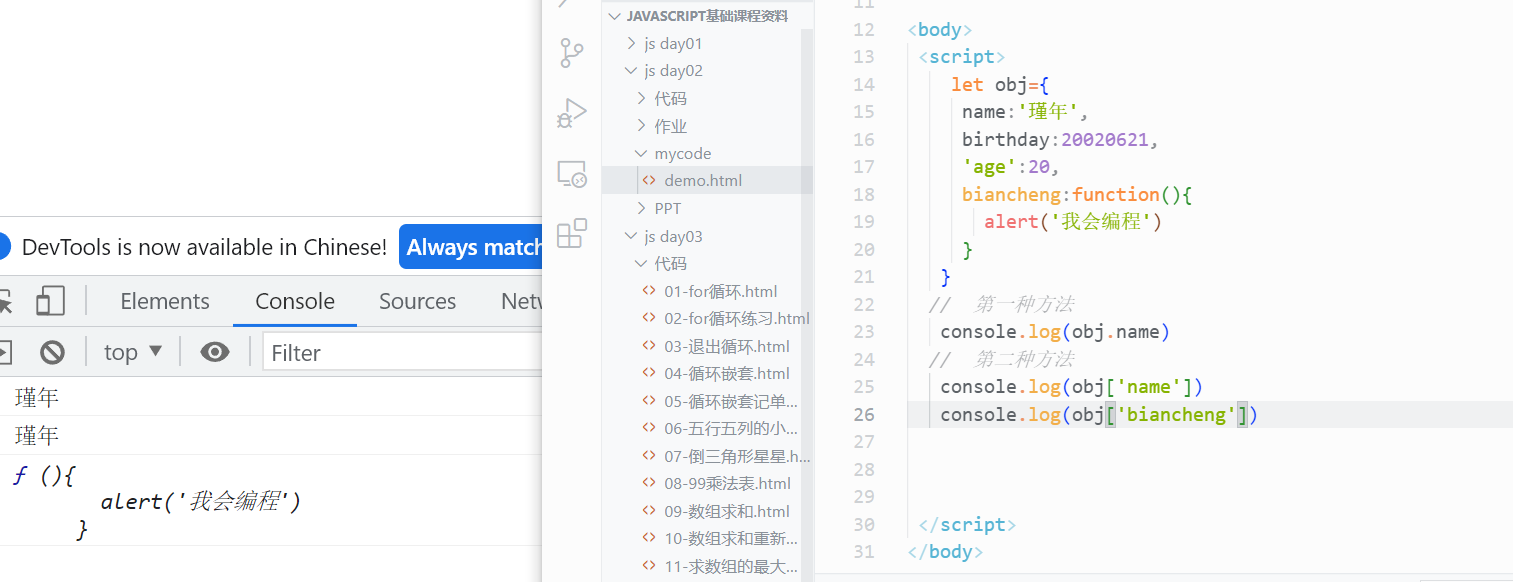 DevTools is now available in Chinese! Always match
Elements Console Sources Netw
top ▼ Filter
瑾年
瑾年
ƒ (){
alert('我会编程')
}
JAVASCRIPT基础课程资料
js day01
js day02
代码
作业
mycode
demo.html
PPT
js day03
代码
01-for循环.html
02-for循环练习.html
03-退出循环.html
04-循环嵌套.html
05-循环嵌套记单...
06-五行五列的小...
07-倒三角形星星.h...
08-99乘法表.html
09-数组求和.html
10-数组求和重新...
11-求数组的最大...
11
12 <body>
13 <script>
14 let obj={
15 name:'瑾年',
16 birthday:20020621,
17 'age':20,
18 biancheng:function(){
19 alert('我会编程')
20 }
21 }
22 // 第一种方法
23 console.log(obj.name)
24 // 第二种方法
25 console.log(obj['name'])
26 console.log(obj['biancheng'])
27
28
29
30 </script>
31 </body>